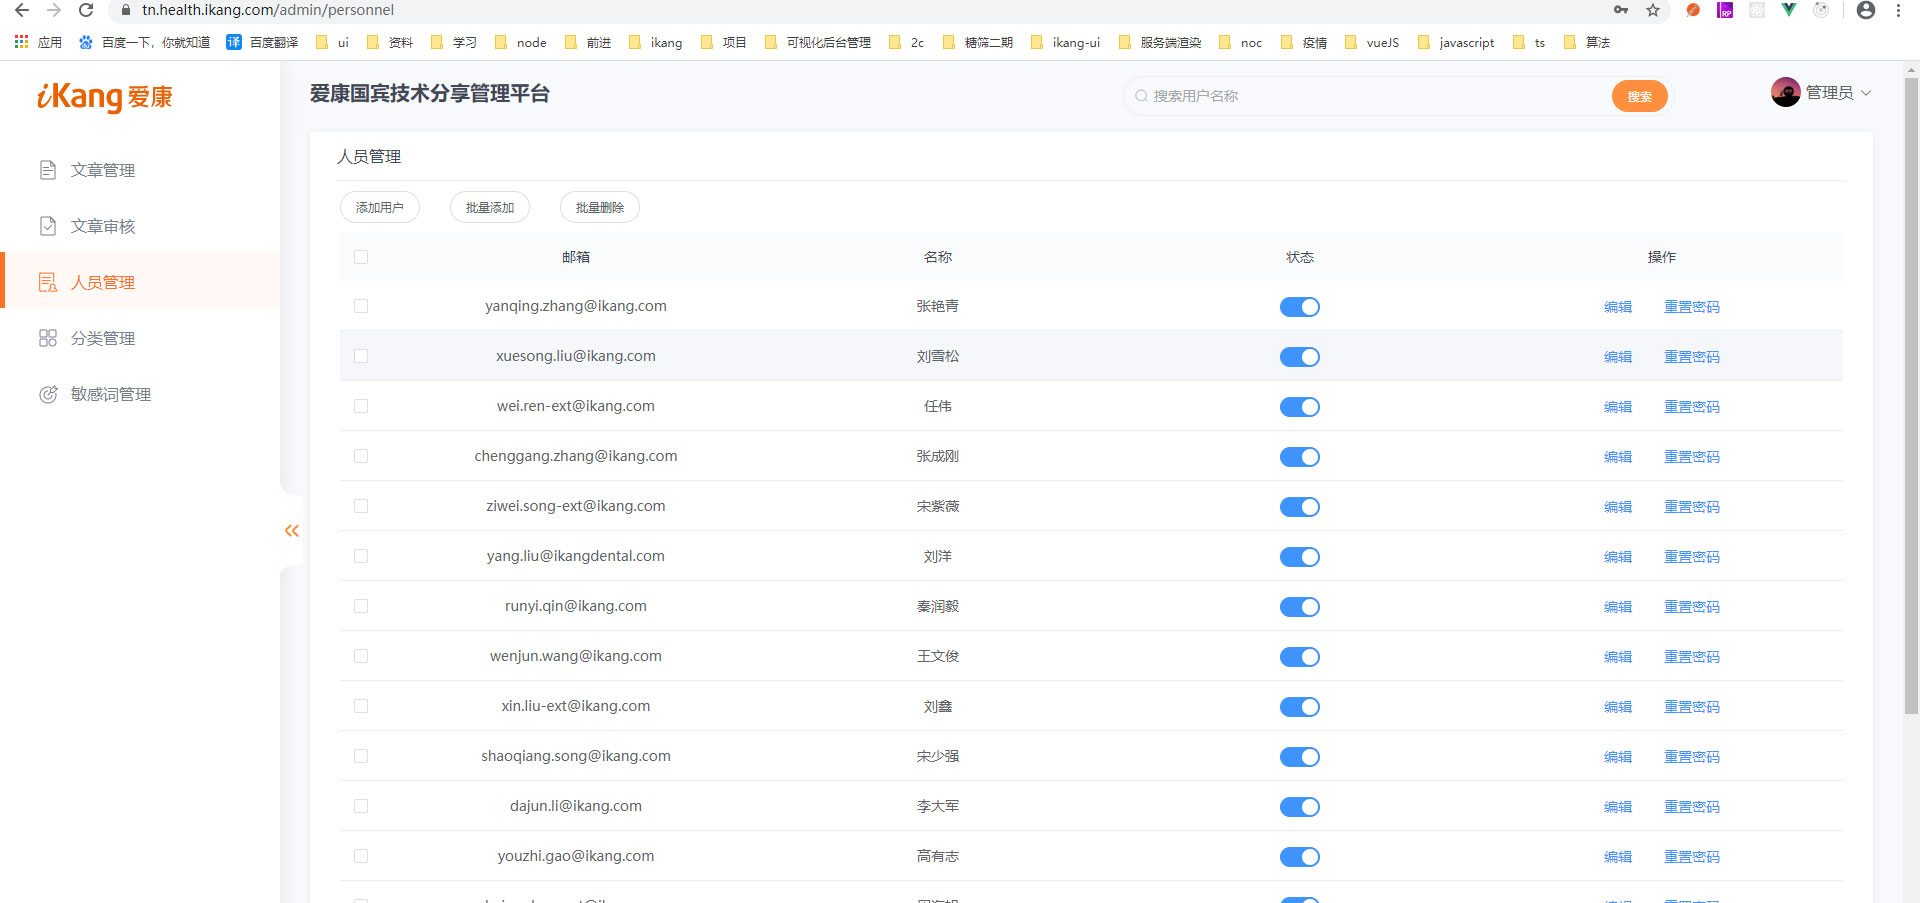 tn.health.ikang.com/admin/personnel
应用 百度一下，你就知道 译 百度翻译 ui 资料 学习 node 前进 ikang 项目 可视化后台管理 2c 糖筛二期 ikang-ui 服务端渲染 noc 疫情 vueJS javascript ts 算法
iKang 爱康
爱康国宾技术分享管理平台
搜索用户名称
搜索
管理员
文章管理
文章审核
人员管理
分类管理
敏感词管理
人员管理
添加用户 批量添加 批量删除
邮箱 名称 状态 操作
yanqing.zhang@ikang.com 张艳青 编辑 重置密码
xuesong.liu@ikang.com 刘雪松 编辑 重置密码
wei.ren-ext@ikang.com 任伟 编辑 重置密码
chenggang.zhang@ikang.com 张成刚 编辑 重置密码
ziwei.song-ext@ikang.com 宋紫薇 编辑 重置密码
yang.liu@ikangdental.com 刘洋 编辑 重置密码
runyi.qin@ikang.com 秦润毅 编辑 重置密码
wenjun.wang@ikang.com 王文俊 编辑 重置密码
xin.liu-ext@ikang.com 刘鑫 编辑 重置密码
shaoqiang.song@ikang.com 宋少强 编辑 重置密码
dajun.li@ikang.com 李大军 编辑 重置密码
youzhi.gao@ikang.com 高有志 编辑 重置密码